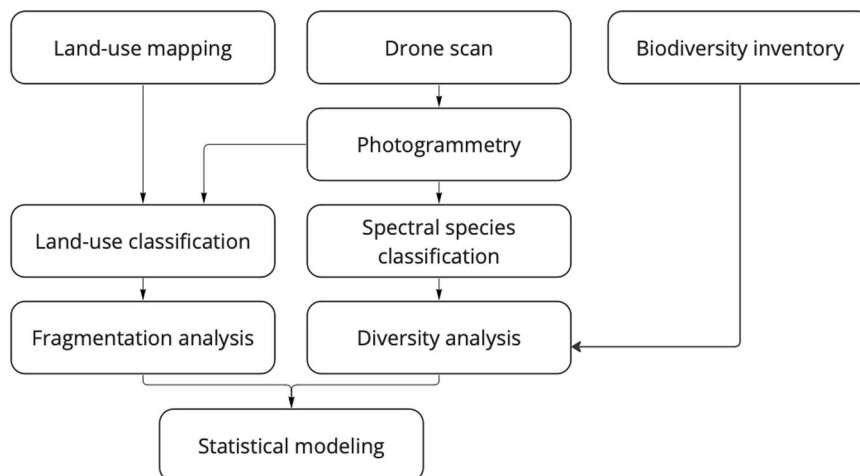 Land-use mapping
Drone scan
Biodiversity inventory
Photogrammetry
Land-use classification
Spectral species
classification
Fragmentation analysis
Diversity analysis
Statistical modeling